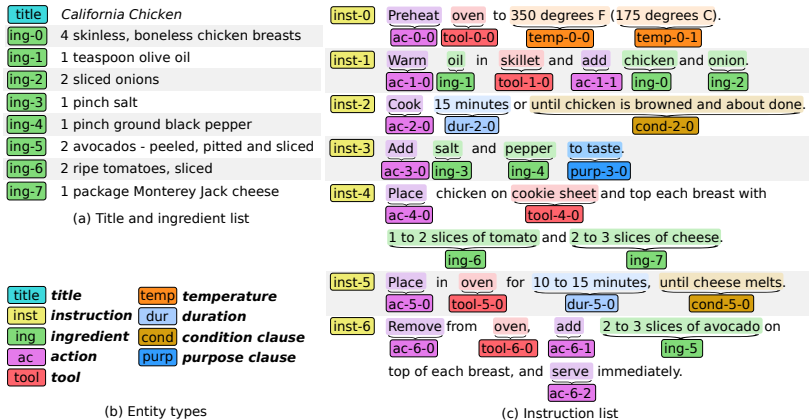 title California Chicken
ing-0 4 skinless, boneless chicken breasts
ing-1 1 teaspoon olive oil
ing-2 2 sliced onions
ing-3 1 pinch salt
ing-4 1 pinch ground black pepper
ing-5 2 avocados - peeled, pitted and sliced
ing-6 2 ripe tomatoes, sliced
ing-7 1 package Monterey Jack cheese
(a) Title and ingredient list
title title
inst instruction
ing ingredient
ac action
tool tool
temp temperature
dur duration
cond condition clause
purp purpose clause
(b) Entity types
inst-0 Preheat oven to 350 degrees F (175 degrees C).
ac-0-0 tool-0-0 temp-0-0 temp-0-1
inst-1 Warm oil in skillet and add chicken and onion.
ac-1-0 ing-1 tool-1-0 ac-1-1 ing-0 ing-2
inst-2 Cook 15 minutes or until chicken is browned and about done.
ac-2-0 dur-2-0 cond-2-0
inst-3 Add salt and pepper to taste.
ac-3-0 ing-3 ing-4 purp-3-0
inst-4 Place chicken on cookie sheet and top each breast with
ac-4-0 tool-4-0
1 to 2 slices of tomato and 2 to 3 slices of cheese.
ing-6 ing-7
inst-5 Place in oven for 10 to 15 minutes, until cheese melts.
ac-5-0 tool-5-0 dur-5-0 cond-5-0
inst-6 Remove from oven, add 2 to 3 slices of avocado on
ac-6-0 tool-6-0 ac-6-1 ing-5
top of each breast, and serve immediately.
ac-6-2
(c) Instruction list